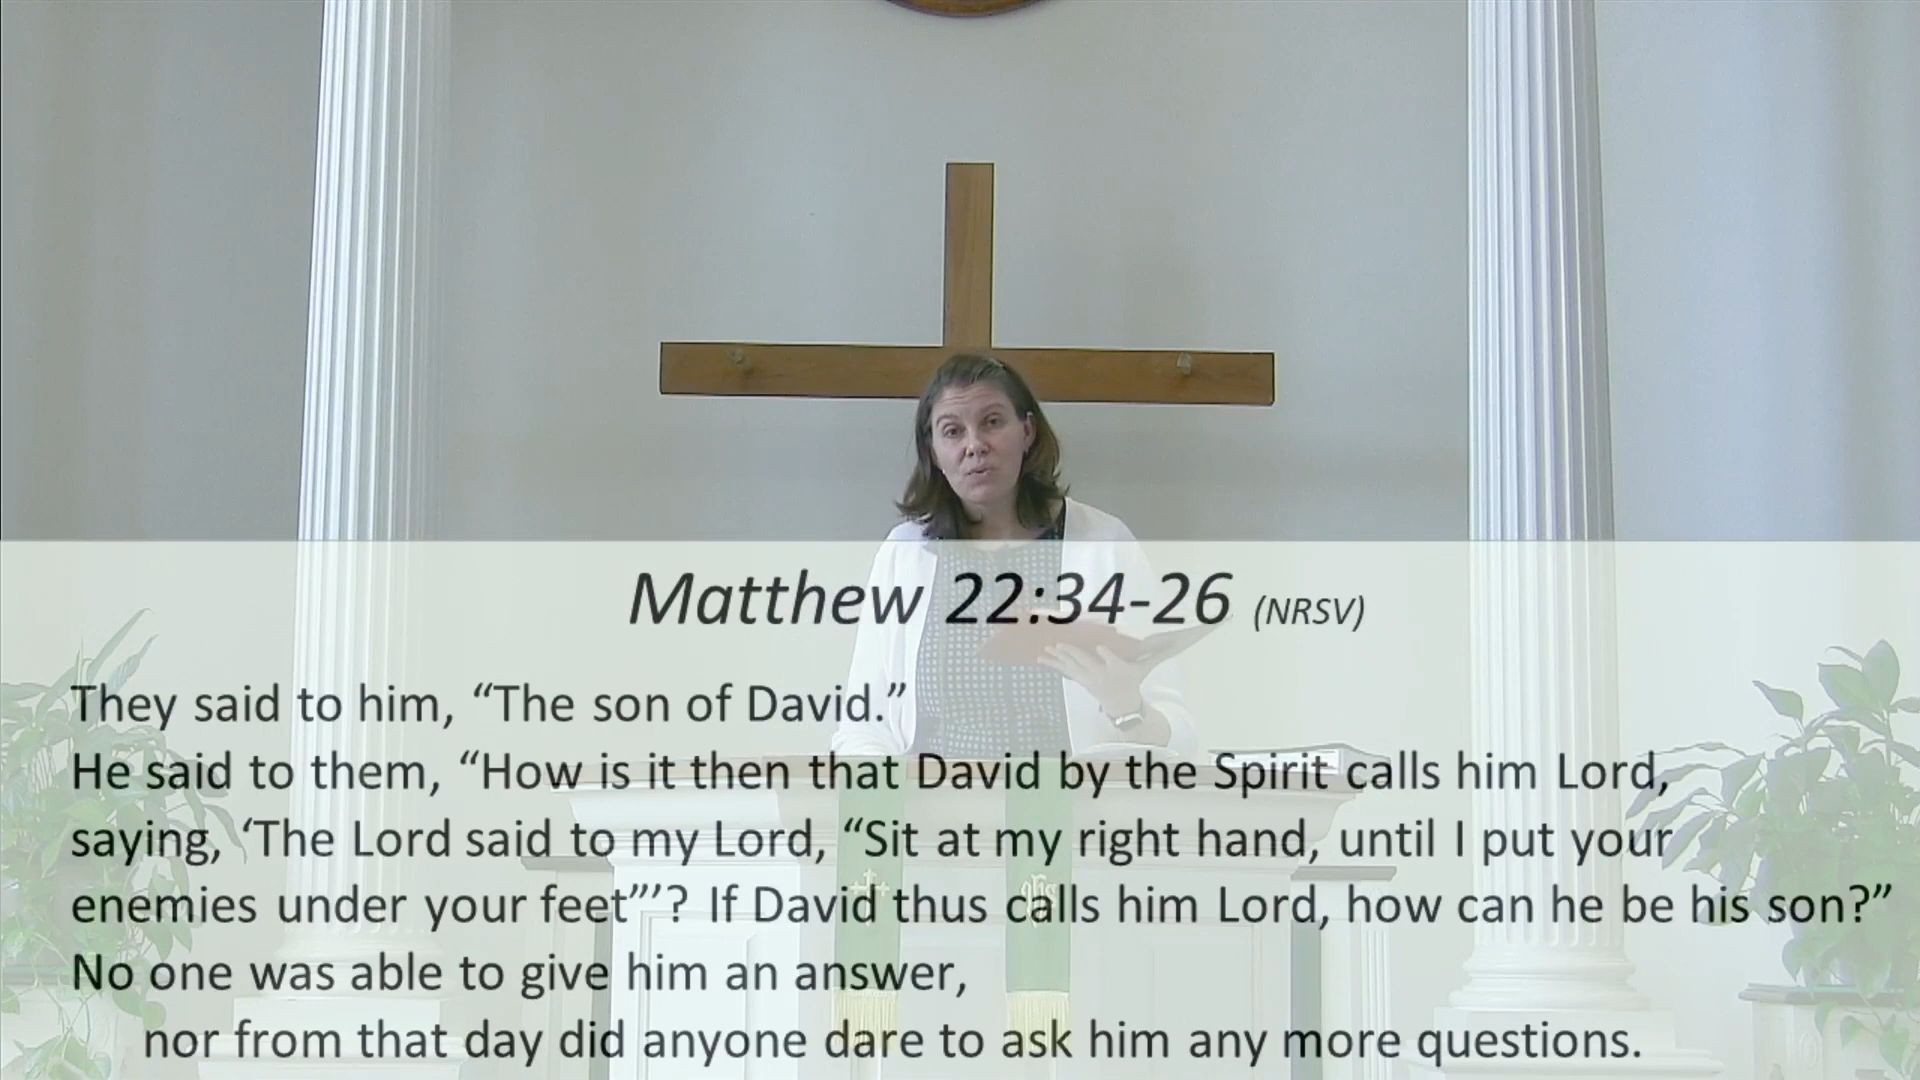 Matthew 22:34-26 (NRSV)
They said to him, “The son of David.”
He said to them, “How is it then that David by the Spirit calls him Lord,
saying, ‘The Lord said to my Lord, “Sit at my right hand, until I put your
enemies under your feet”’? If David thus calls him Lord, how can he be his son?”
No one was able to give him an answer,
nor from that day did anyone dare to ask him any more questions.